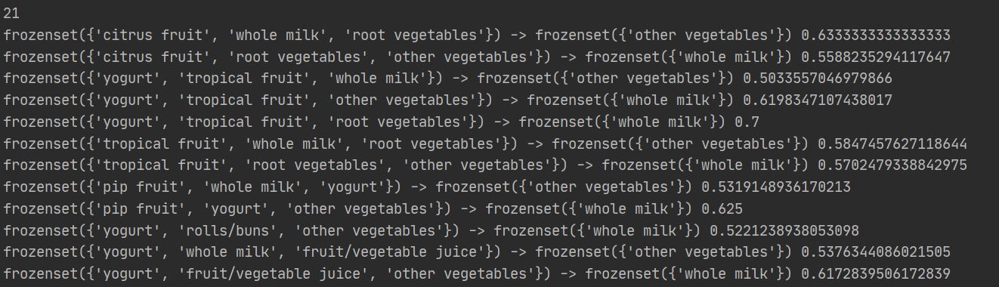 21
frozenset({'citrus fruit', 'whole milk', 'root vegetables'}) -> frozenset({'other vegetables'}) 0.6333333333333333
frozenset({'citrus fruit', 'root vegetables', 'other vegetables'}) -> frozenset({'whole milk'}) 0.5588235294117647
frozenset({'yogurt', 'tropical fruit', 'whole milk'}) -> frozenset({'other vegetables'}) 0.5033557046979866
frozenset({'yogurt', 'tropical fruit', 'other vegetables'}) -> frozenset({'whole milk'}) 0.6198347107438017
frozenset({'yogurt', 'tropical fruit', 'root vegetables'}) -> frozenset({'whole milk'}) 0.7
frozenset({'tropical fruit', 'whole milk', 'root vegetables'}) -> frozenset({'other vegetables'}) 0.5847457627118644
frozenset({'tropical fruit', 'root vegetables', 'other vegetables'}) -> frozenset({'whole milk'}) 0.5702479338842975
frozenset({'pip fruit', 'whole milk', 'yogurt'}) -> frozenset({'other vegetables'}) 0.5319148936170213
frozenset({'pip fruit', 'yogurt', 'other vegetables'}) -> frozenset({'whole milk'}) 0.625
frozenset({'yogurt', 'rolls/buns', 'other vegetables'}) -> frozenset({'whole milk'}) 0.5221238938053098
frozenset({'yogurt', 'whole milk', 'fruit/vegetable juice'}) -> frozenset({'other vegetables'}) 0.5376344086021505
frozenset({'yogurt', 'fruit/vegetable juice', 'other vegetables'}) -> frozenset({'whole milk'}) 0.6172839506172839